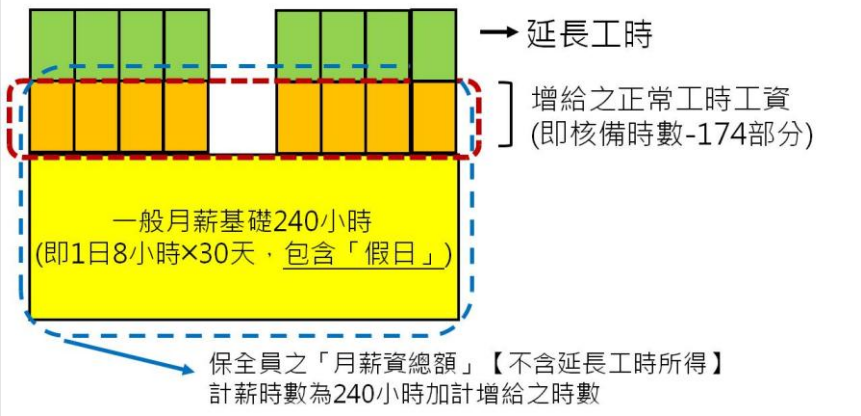 延長工時
增給之正常工時工資
(即核備時數-174部分)
一般月薪基礎240小時
(即1日8小時×30天，包含「假日」)
保全員之「月薪資總額」【不含延長工時所得】
計薪時數為240小時加計增給之時數